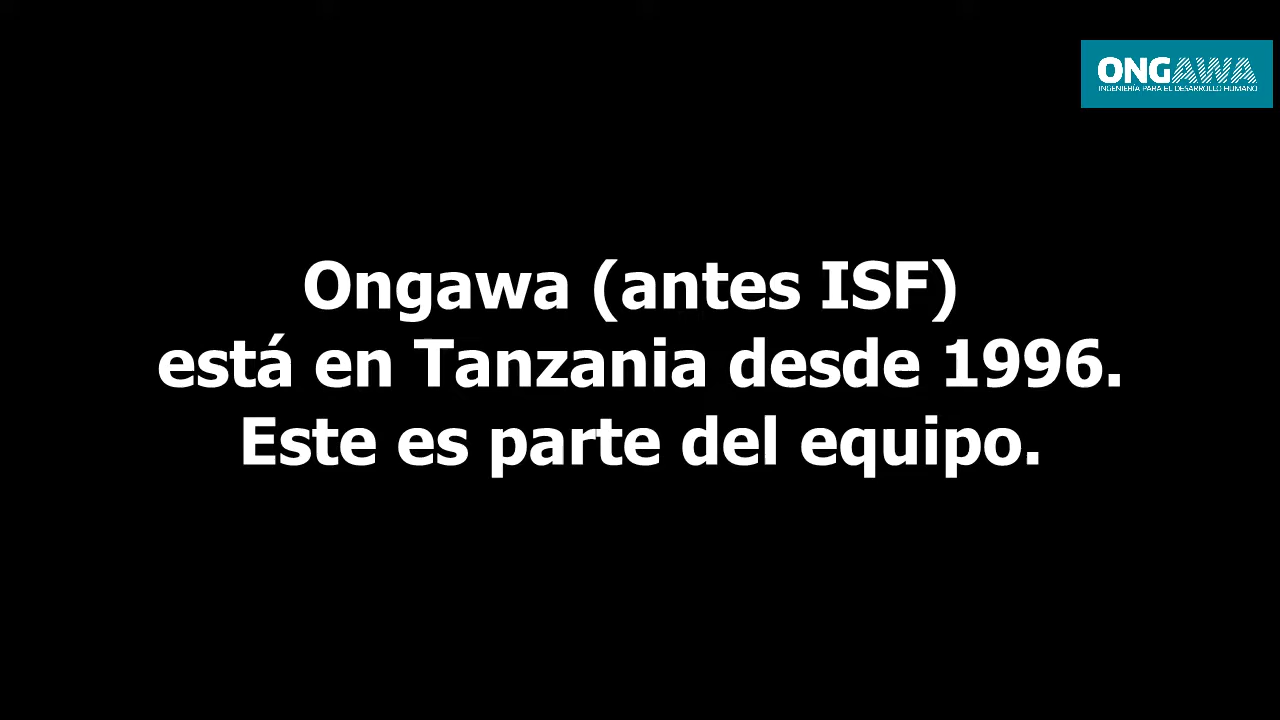 ONGAWA
INGENIERÍA PARA EL DESARROLLO HUMANO
Ongawa (antes ISF)
está en Tanzania desde 1996.
Este es parte del equipo.